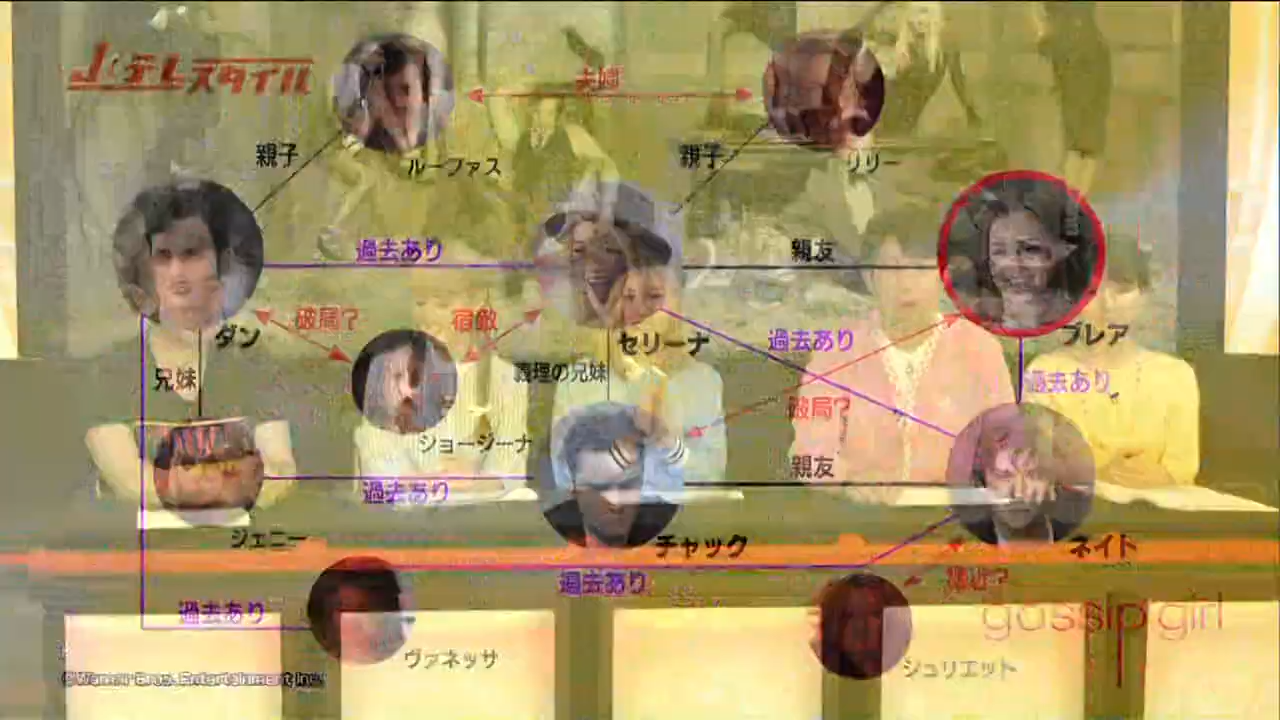 J:テレスタイル
夫婦
親子
ルーファス
親子
リリー
過去あり
親友
ダン
破局?
宿敵
セリーナ
過去あり
ブレア
兄妹
義理の兄妹
過去あり
破局?
ジョージーナ
親友
過去あり
ジェニー
チャック
ネイト
過去あり
過去あり
gossip girl
ヴァネッサ
ジュリエット
©Warner Bros. Entertainment Inc.